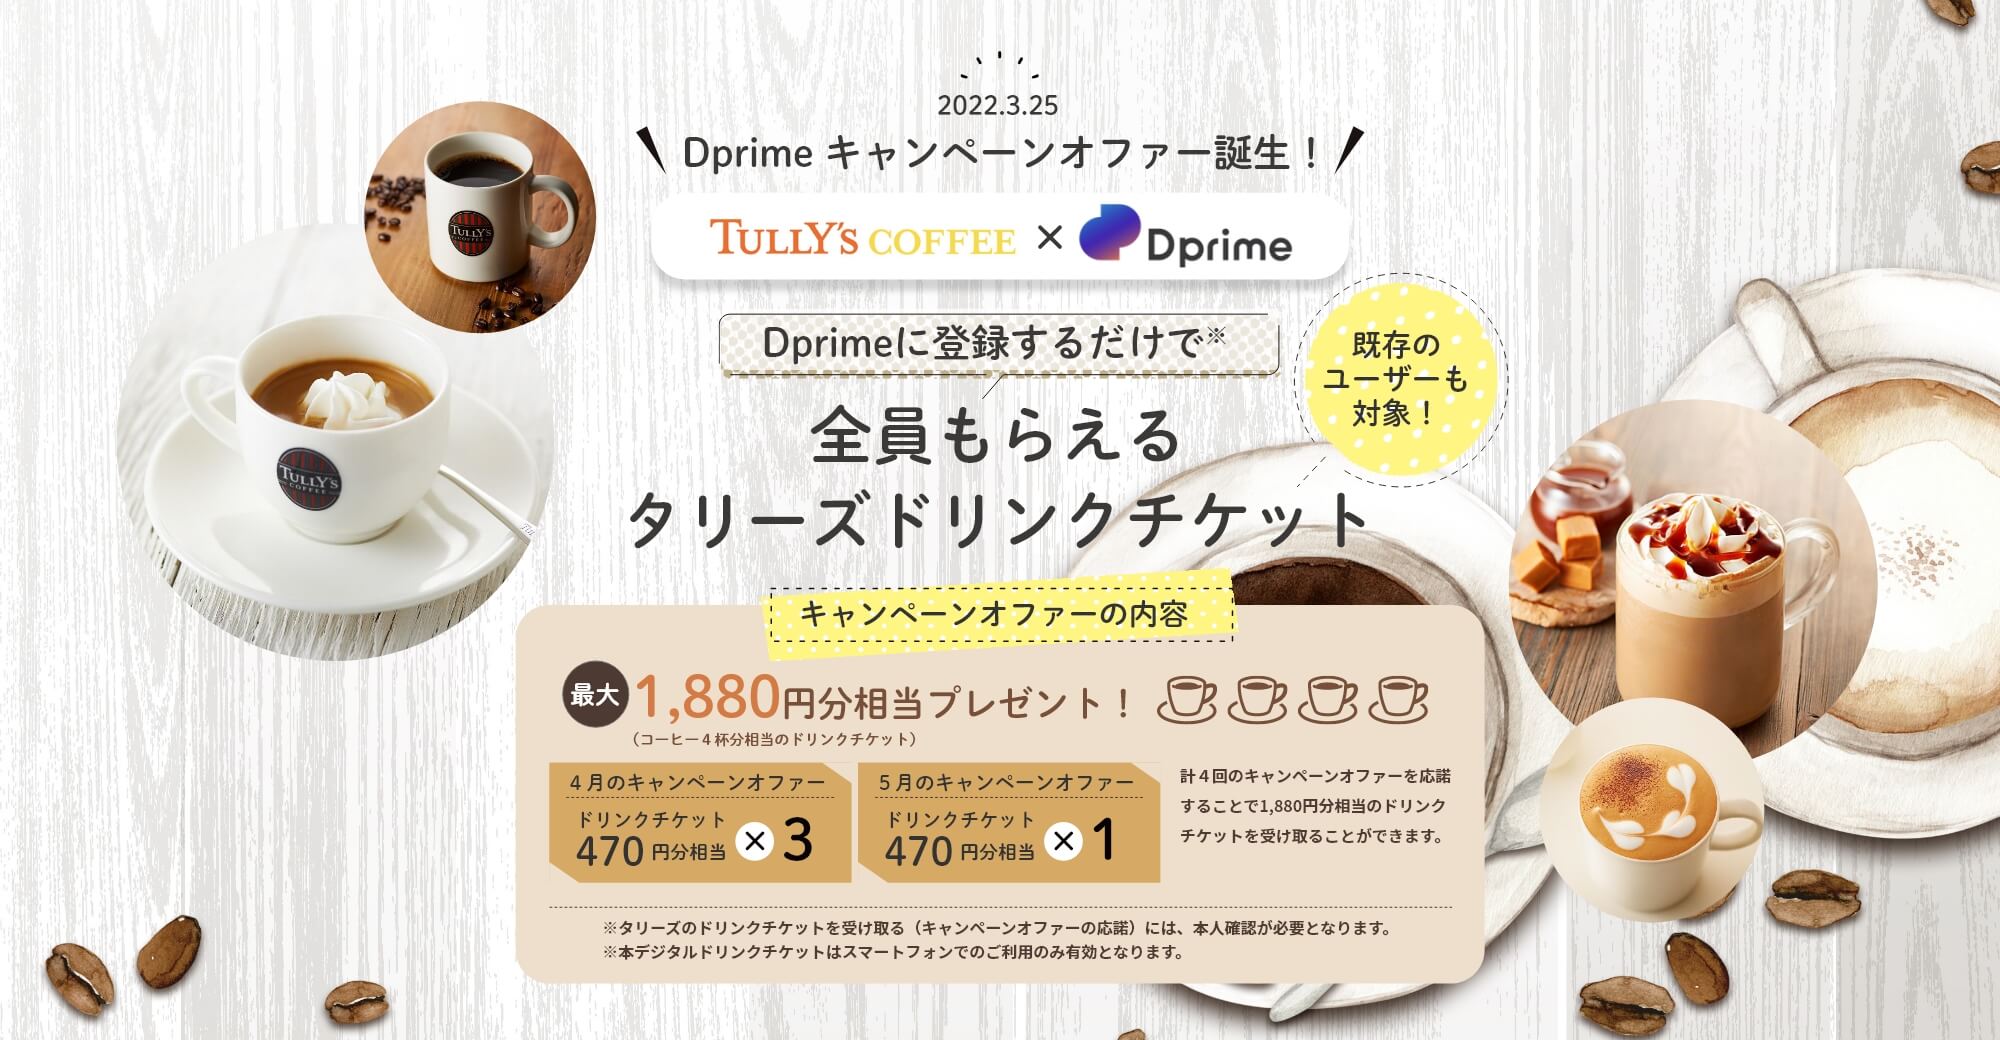 2022.3.25
Dprime キャンペーンオファー誕生！
TULLY'S COFFEE × Dprime
Dprimeに登録するだけで※
既存の
ユーザーも
対象！
全員もらえる
タリーズドリンクチケット
TULLY'S
COFFEE
TULLY'S
COFFEE
キャンペーンオファーの内容
最大 1,880円分相当プレゼント！
（コーヒー４杯分相当のドリンクチケット）
４月のキャンペーンオファー
ドリンクチケット
470 円分相当 × 3
５月のキャンペーンオファー
ドリンクチケット
470 円分相当 × 1
計４回のキャンペーンオファーを応諾
することで1,880円分相当のドリンク
チケットを受け取ることができます。
※タリーズのドリンクチケットを受け取る（キャンペーンオファーの応諾）には、本人確認が必要となります。
※本デジタルドリンクチケットはスマートフォンでのご利用のみ有効となります。